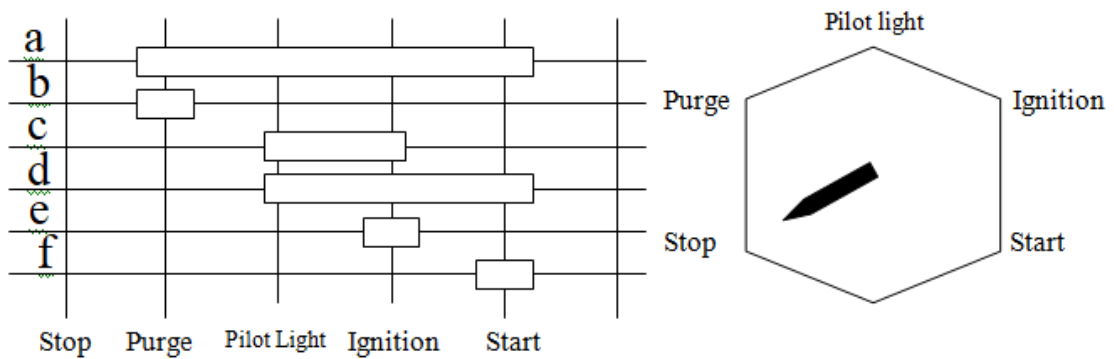 a
b
c
d
e
f
Stop Purge Pilot Light Ignition Start
Pilot light
Purge
Ignition
Stop
Start